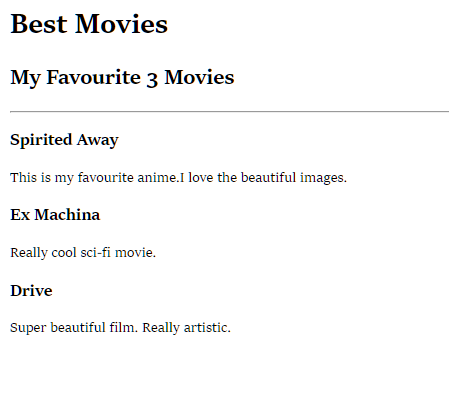 Best Movies
My Favourite 3 Movies
Spirited Away
This is my favourite anime.I love the beautiful images.
Ex Machina
Really cool sci-fi movie.
Drive
Super beautiful film. Really artistic.